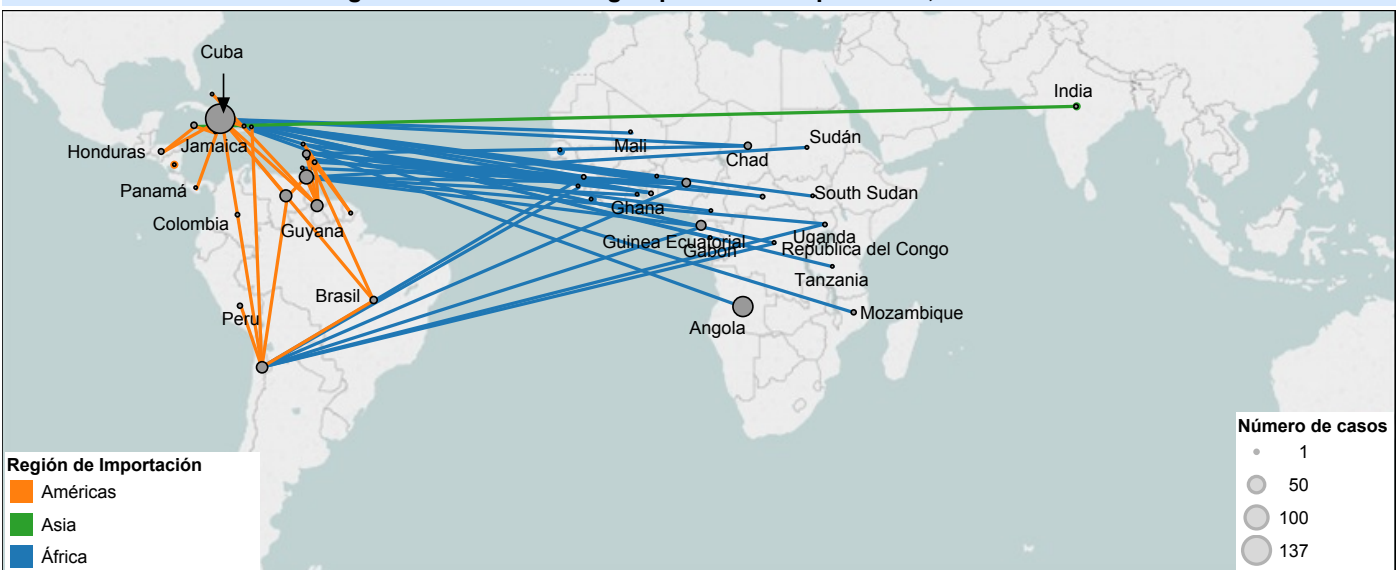 Cuba
India
Honduras
Jamaica
Mali
Chad
Sudán
Panamá
South Sudan
Colombia
Guyana
Ghana
Guinea Ecuatorial
Gabon
Uganda
República del Congo
Tanzania
Brasil
Peru
Angola
Mozambique
Región de Importación
Américas
Asia
África
Número de casos
1
50
100
137